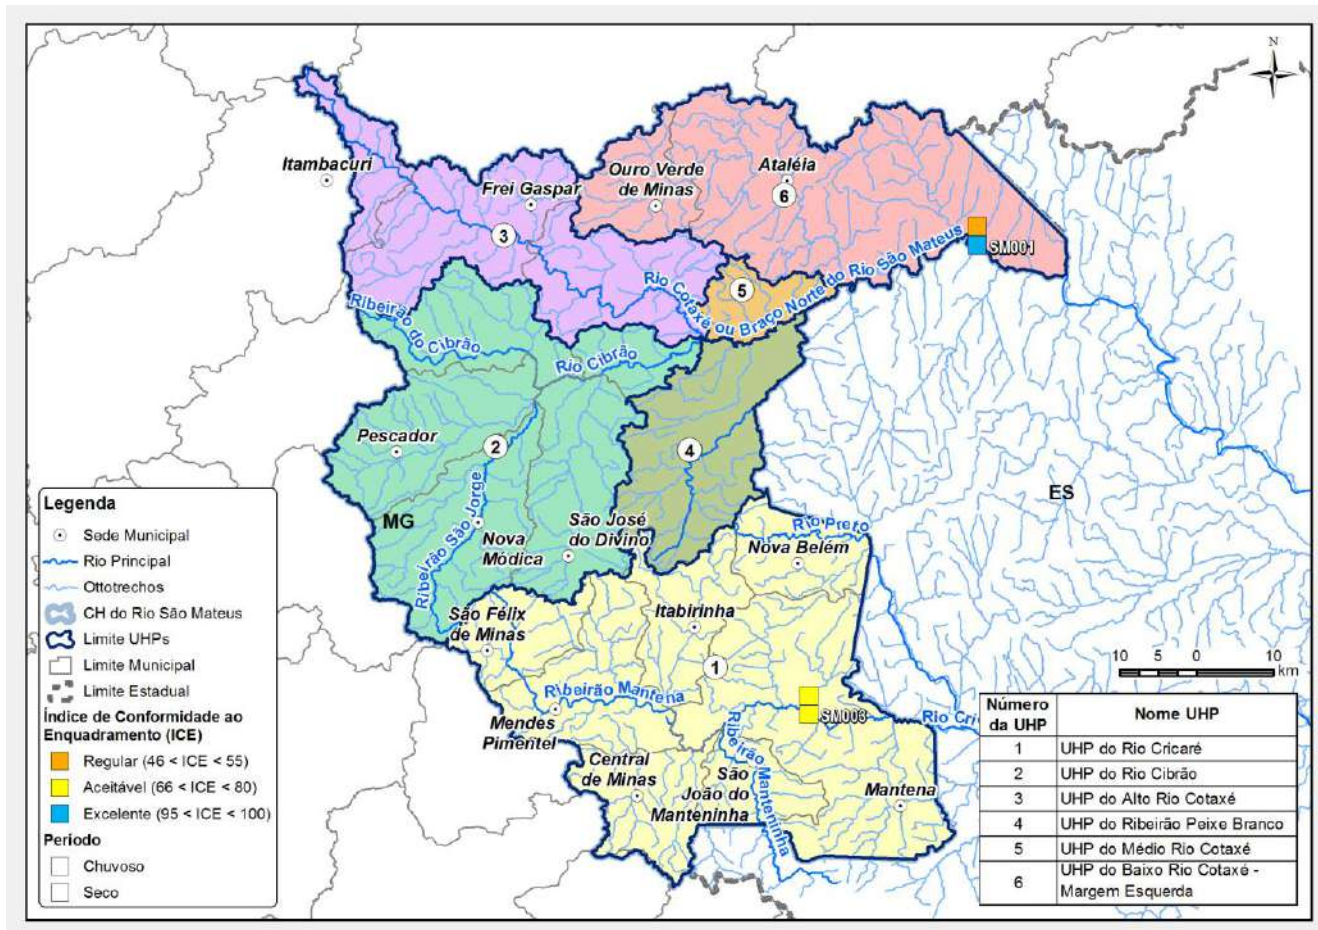 N
Itambacuri
Frei Gaspar
Ouro Verde
de Minas
Ataléia
6
3
SM001
5
Rio Cotaxé ou Braço Norte do Rio São Mateus
Ribeirão do Cibrão
Rio Cibrão
Pescador
2
4
ES
MG
Ribeirão São Jorge
Nova
Módica
São José
do Divino
Rio Preto
Nova Belém
São Félix
de Minas
Itabirinha
1
Ribeirão Mantena
Mendes
Pimentel
SM003
Rio Cri
Ribeirão Manteninha
Central
de Minas
São
João do
Manteninha
Mantena
10 5 0 10
km
Legenda
Sede Municipal
Rio Principal
Ottotrechos
CH do Rio São Mateus
Limite UHPs
Limite Municipal
Limite Estadual
Índice de Conformidade ao
Enquadramento (ICE)
Regular (46 < ICE < 55)
Aceitável (66 < ICE < 80)
Excelente (95 < ICE < 100)
Periodo
Chuvoso
Seco
Número da UHP Nome UHP
1 UHP do Rio Cricaré
2 UHP do Rio Cibrão
3 UHP do Alto Rio Cotaxé
4 UHP do Ribeirão Peixe Branco
5 UHP do Médio Rio Cotaxé
6 UHP do Baixo Rio Cotaxé -
Margem Esquerda